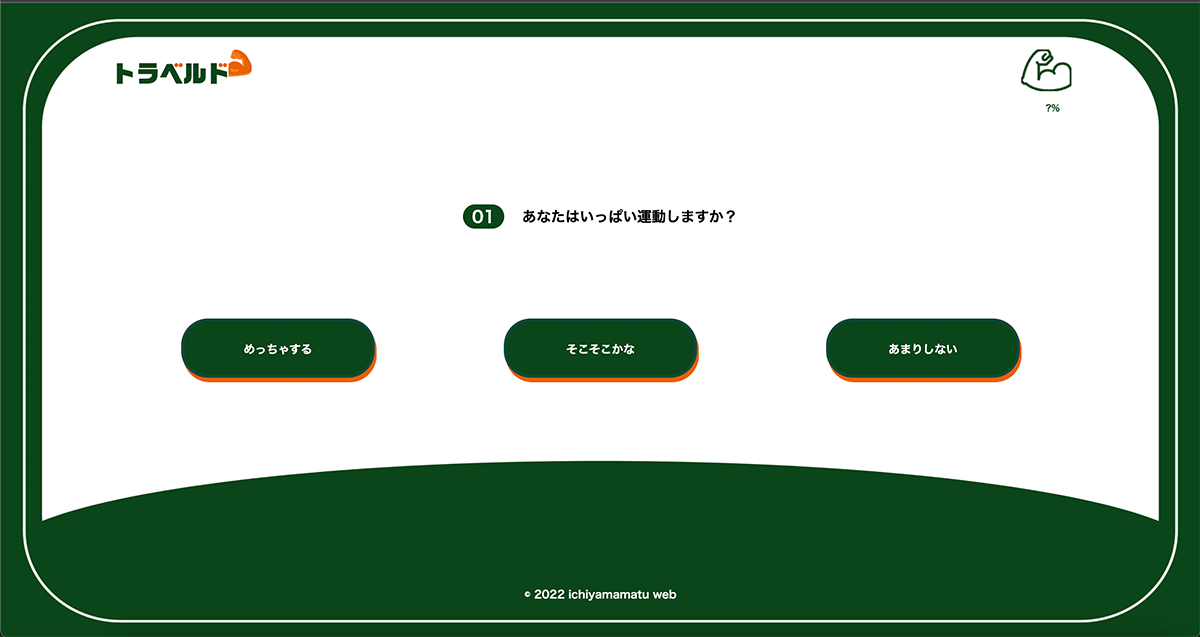 トラベルド
?%
01 あなたはいっぱい運動しますか？
めっちゃする
そこそこかな
あまりしない
© 2022 ichiyamamatu web